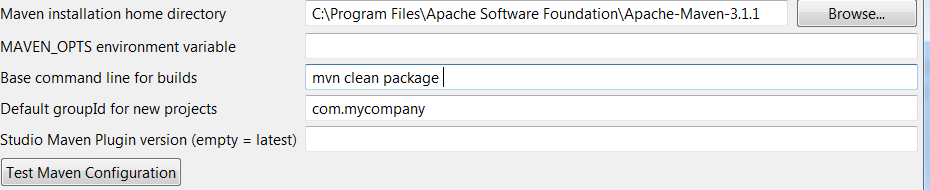 Maven installation home directory C:\Program Files\Apache Software Foundation\Apache-Maven-3.1.1 Browse...
MAVEN_OPTS environment variable
Base command line for builds mvn clean package
Default groupId for new projects com.mycompany
Studio Maven Plugin version (empty = latest)
Test Maven Configuration